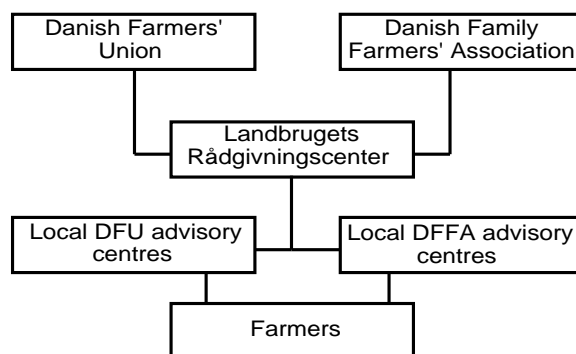 Danish Farmers'
Union
Danish Family
Farmers' Association
Landbrugets
Rådgivningscenter
Local DFU advisory
centres
Local DFFA advisory
centres
Farmers